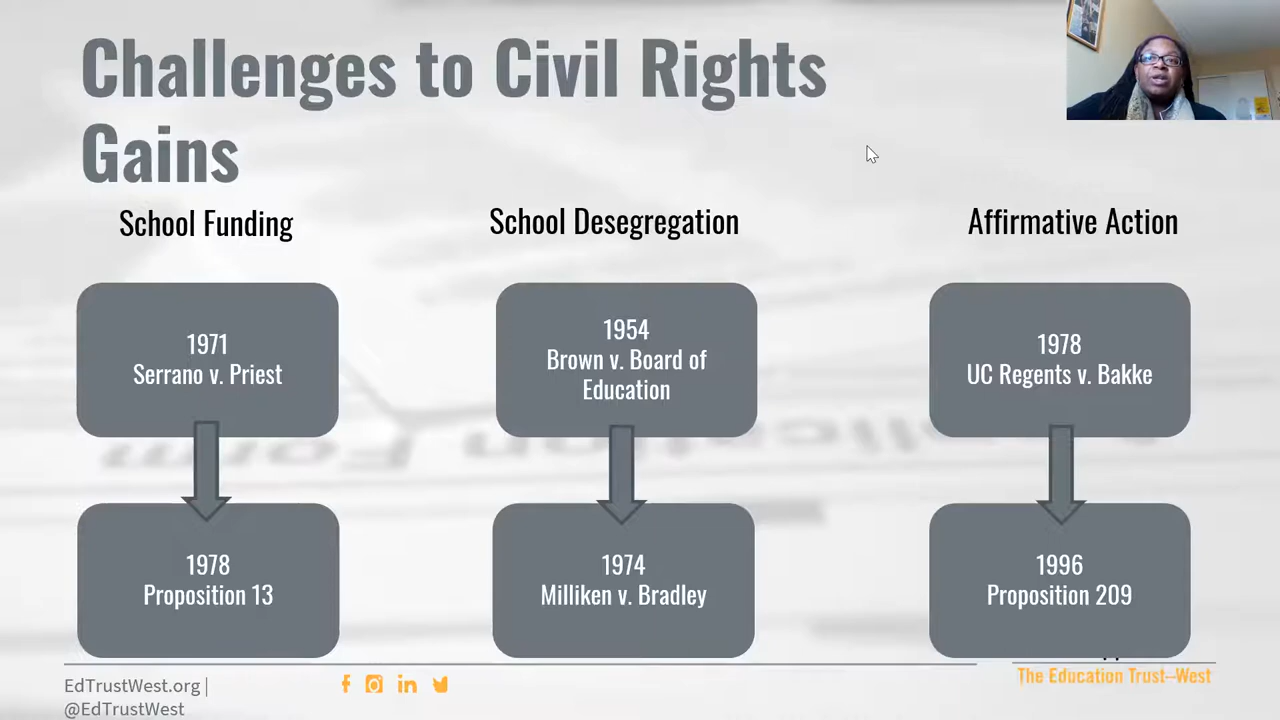 Challenges to Civil Rights
Gains
School Funding
School Desegregation
Affirmative Action
1971
Serrano v. Priest
1954
Brown v. Board of
Education
1978
UC Regents v. Bakke
1978
Proposition 13
1974
Milliken v. Bradley
1996
Proposition 209
EdTrustWest.org |
@EdTrustWest
The Education Trust—West